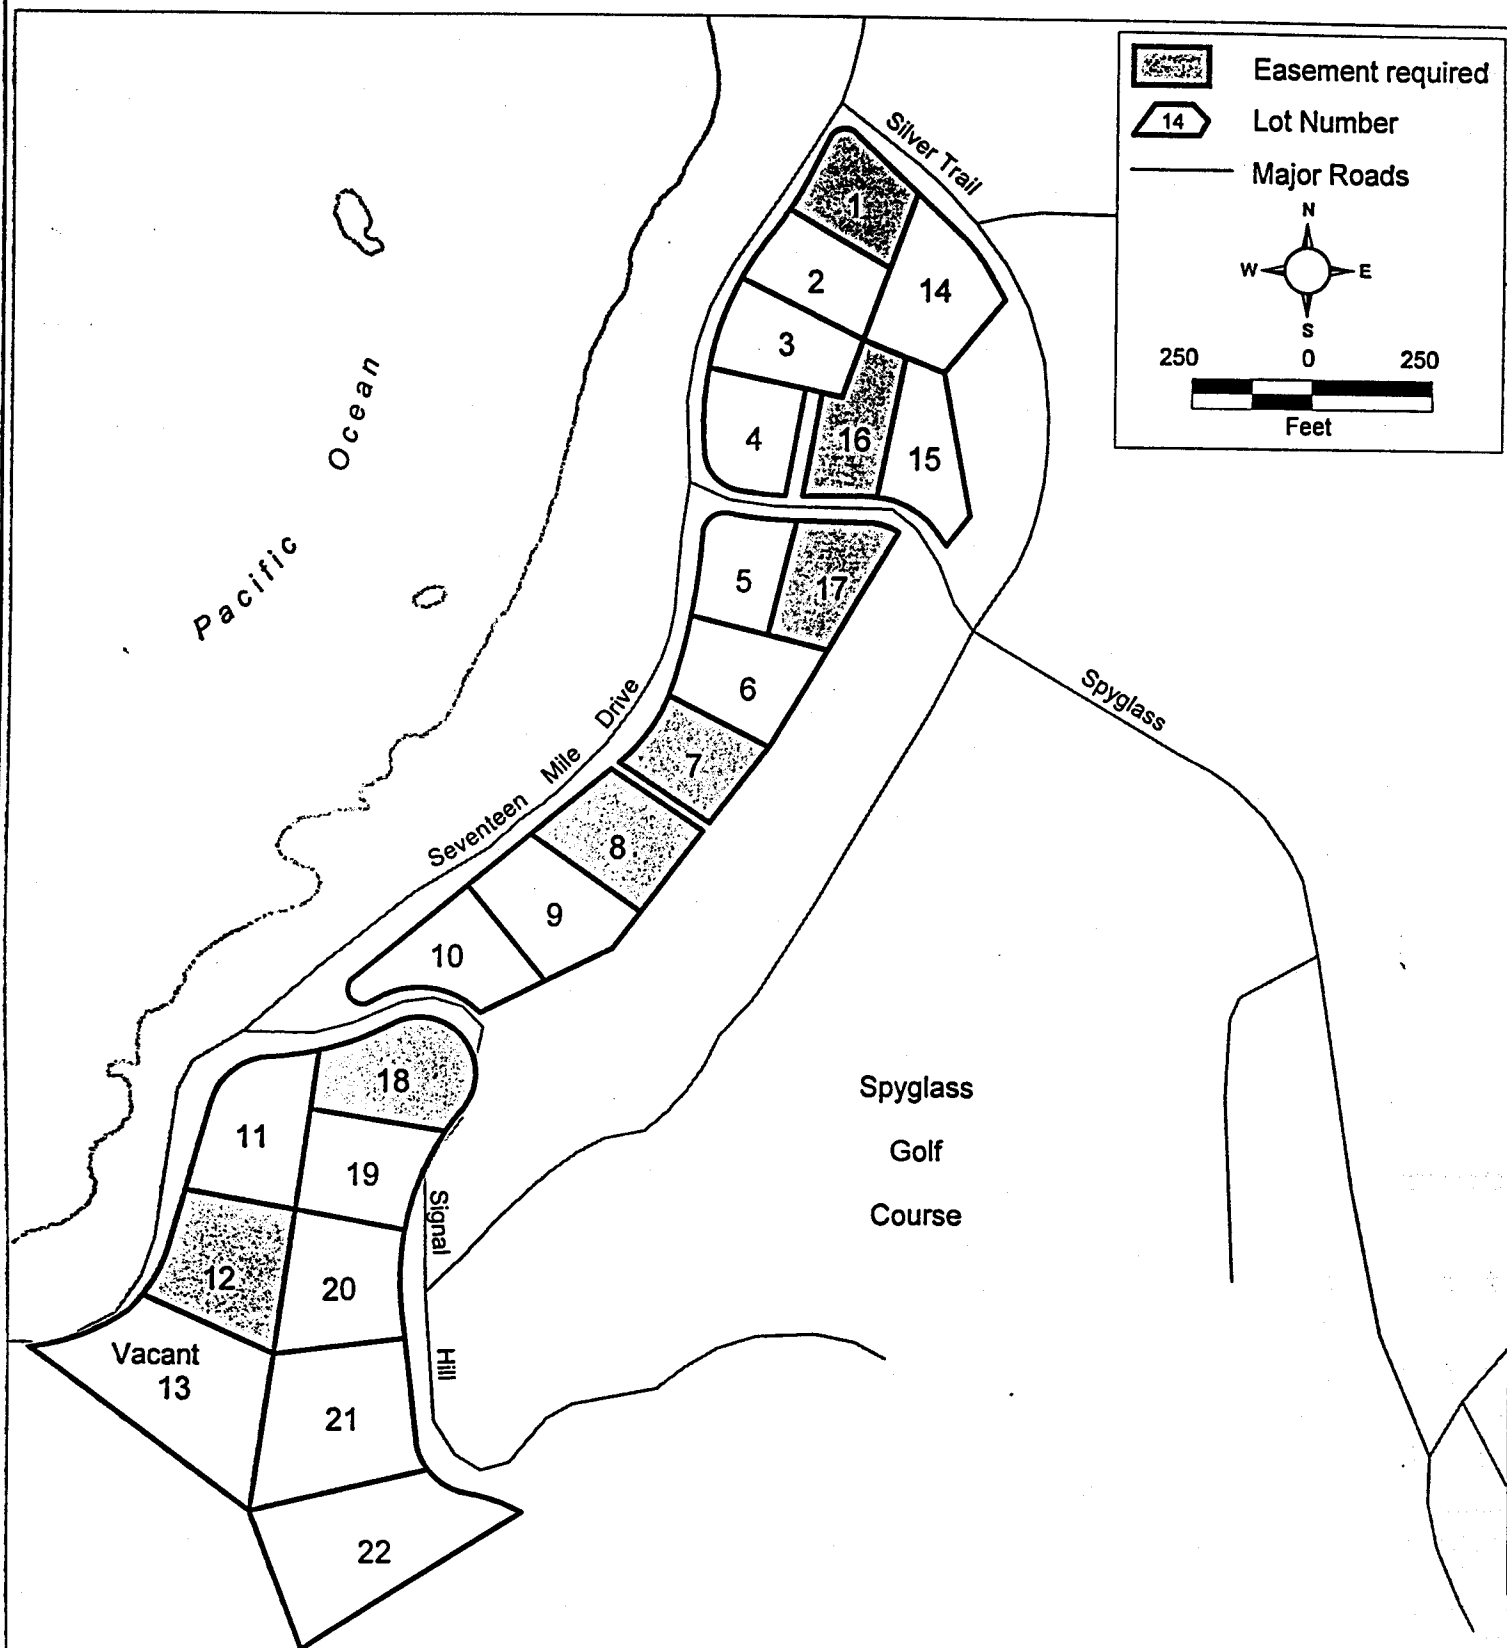 Easement required
14 Lot Number
Major Roads
N
W E
S
250 0 250
Feet
Silver Trail
1
2
14
3
4
16
15
Pacific Ocean
5
17
6
Spyglass
7
Seventeen Mile Drive
8
9
10
18
11
19
Signal Hill
12
20
Vacant
13
21
22
Spyglass
Golf
Course